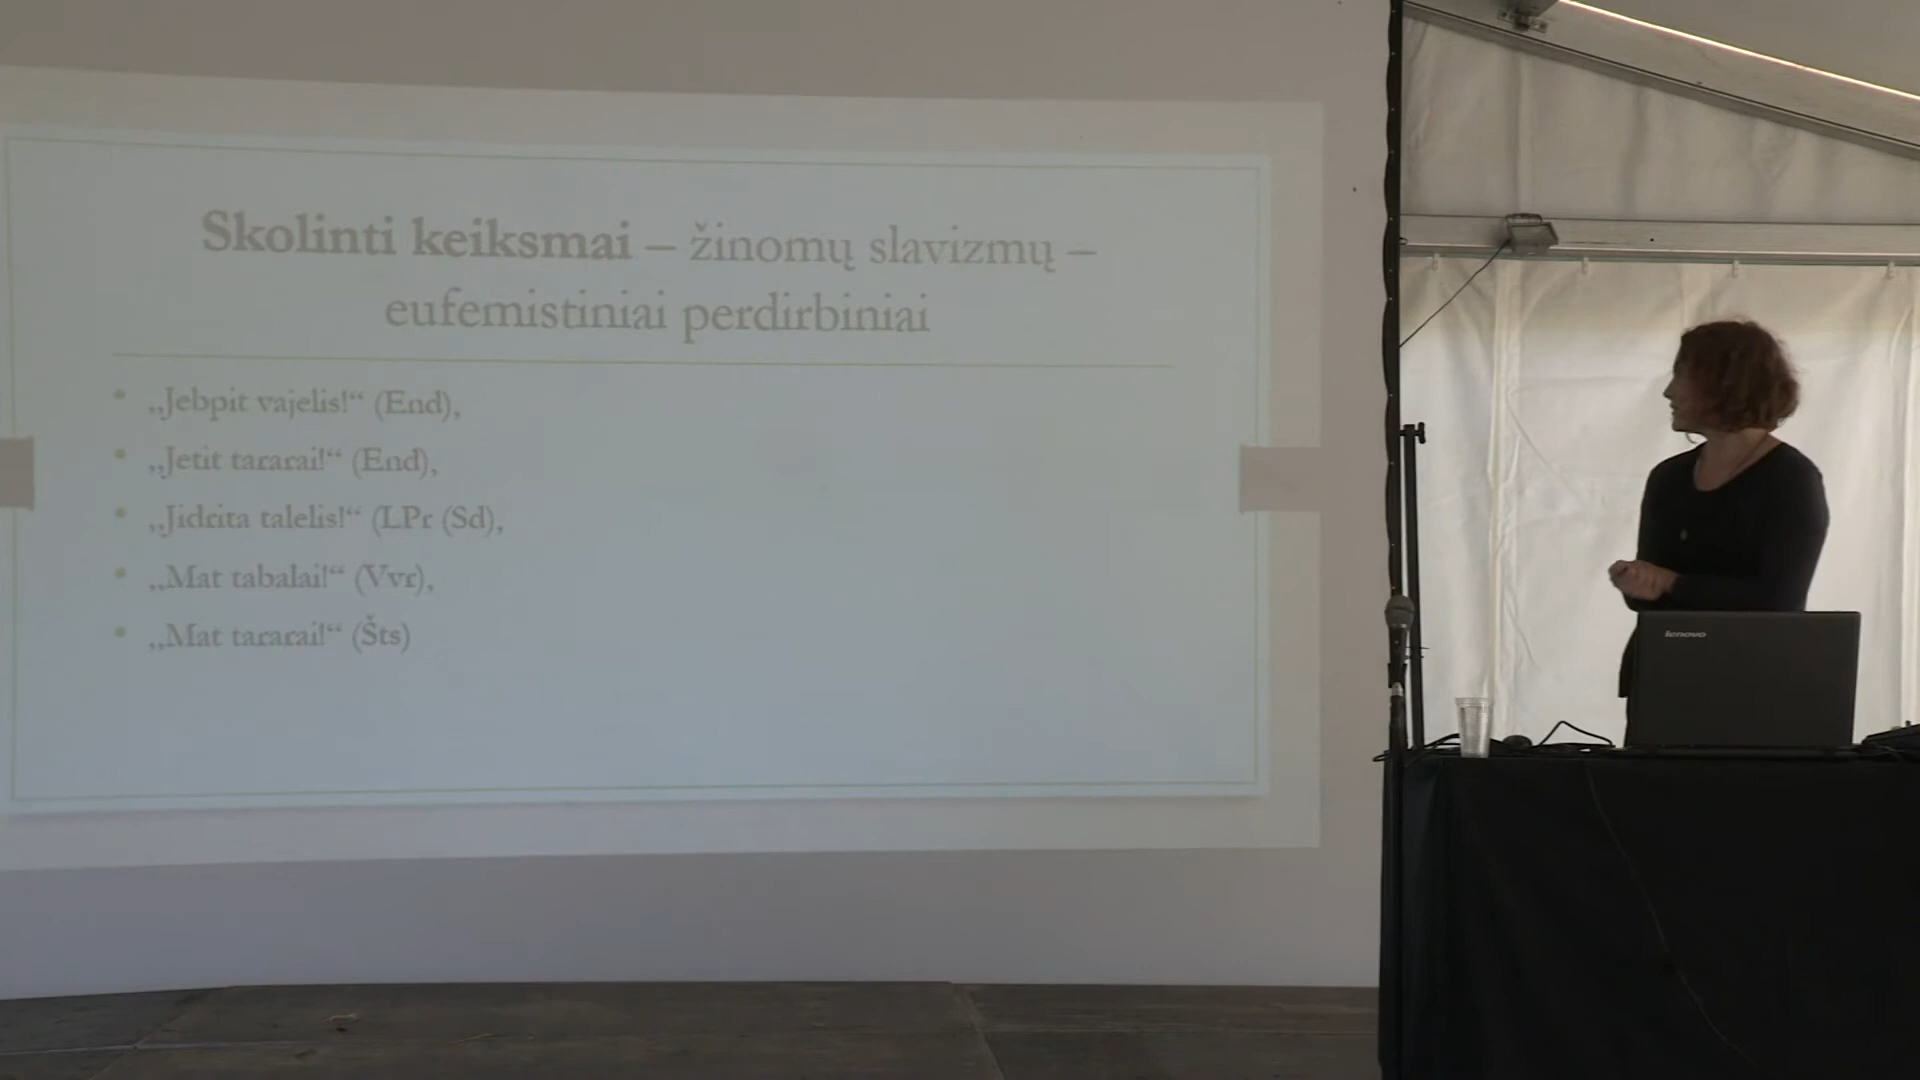 Skolinti keiksmai – žinomų slavizmų –
eufemistiniai perdirbiniai
• „Jebpit vajelis!“ (End),
• „Jetit tararai!“ (End),
• „Jidrita talelis!“ (LPr (Sd),
• „Mat tabalai!“ (Vvr),
• „Mat tararai!“ (Šts)
lenovo